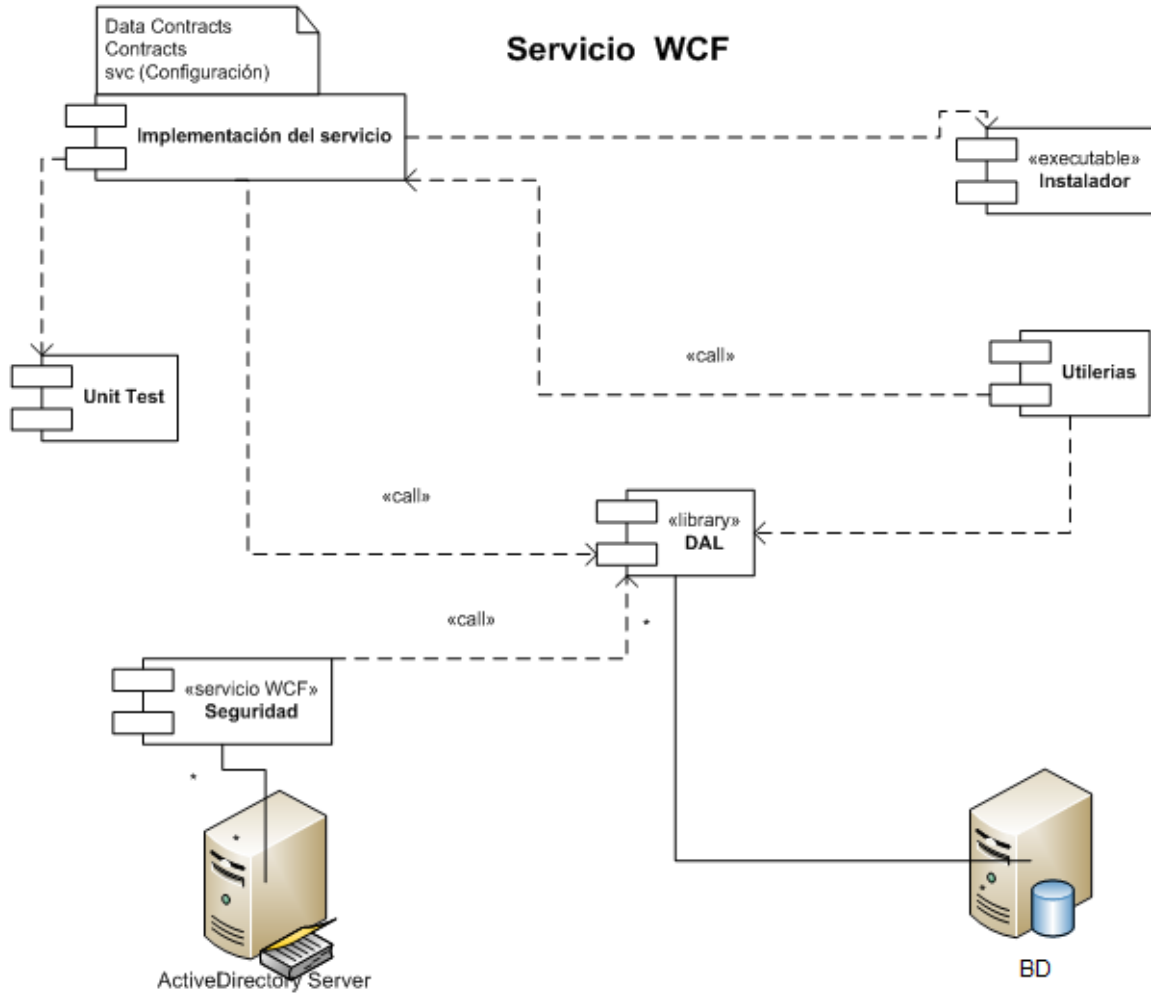 Data Contracts
Contracts
svc (Configuración)
Servicio WCF
Implementación del servicio
«executable»
Instalador
Unit Test
«call»
Utilerias
«call»
«library»
DAL
«call»
*
«servicio WCF»
Seguridad
*
*
*
ActiveDirectory Server
BD